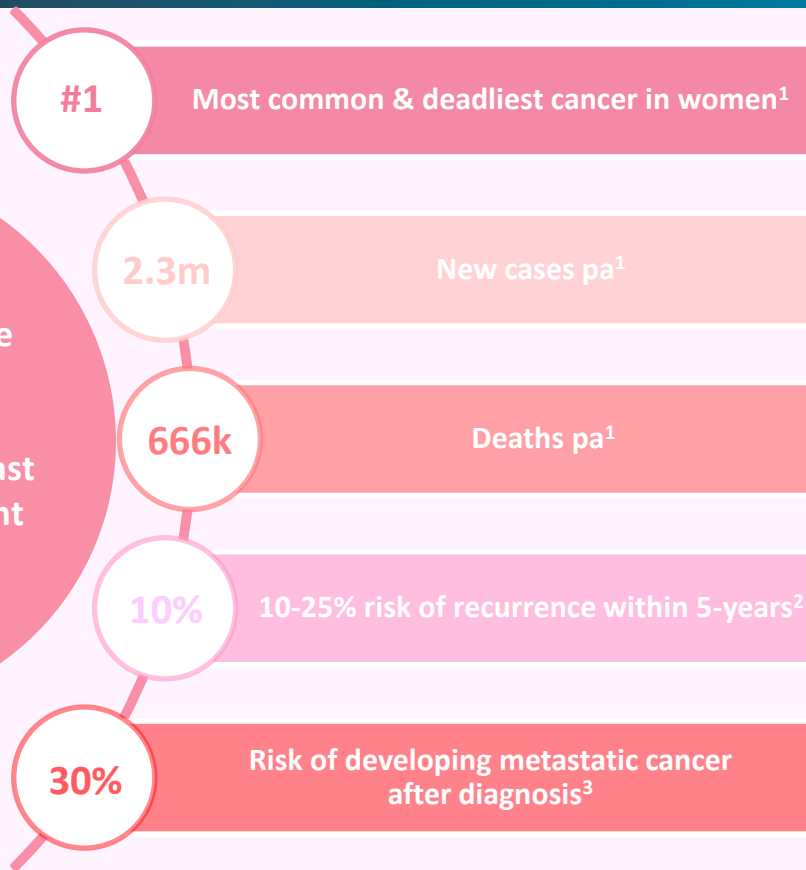 #1
Most common & deadliest cancer in women¹
2.3m
New cases pa¹
666k
Deaths pa¹
10%
10-25% risk of recurrence within 5-years²
30%
Risk of developing metastatic cancer
after diagnosis³